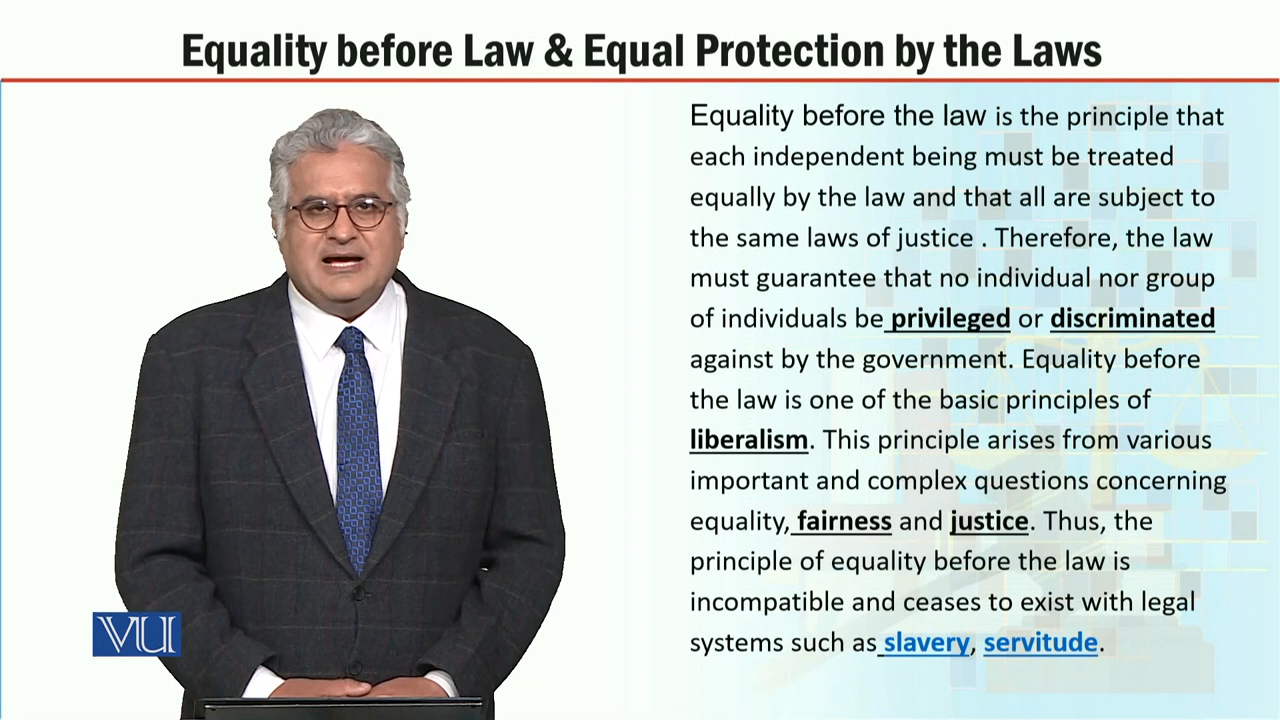 Equality before Law & Equal Protection by the Laws
Equality before the law is the principle that
each independent being must be treated
equally by the law and that all are subject to
the same laws of justice . Therefore, the law
must guarantee that no individual nor group
of individuals be privileged or discriminated
against by the government. Equality before
the law is one of the basic principles of
liberalism. This principle arises from various
important and complex questions concerning
equality, fairness and justice. Thus, the
principle of equality before the law is
incompatible and ceases to exist with legal
systems such as slavery, servitude.
VU